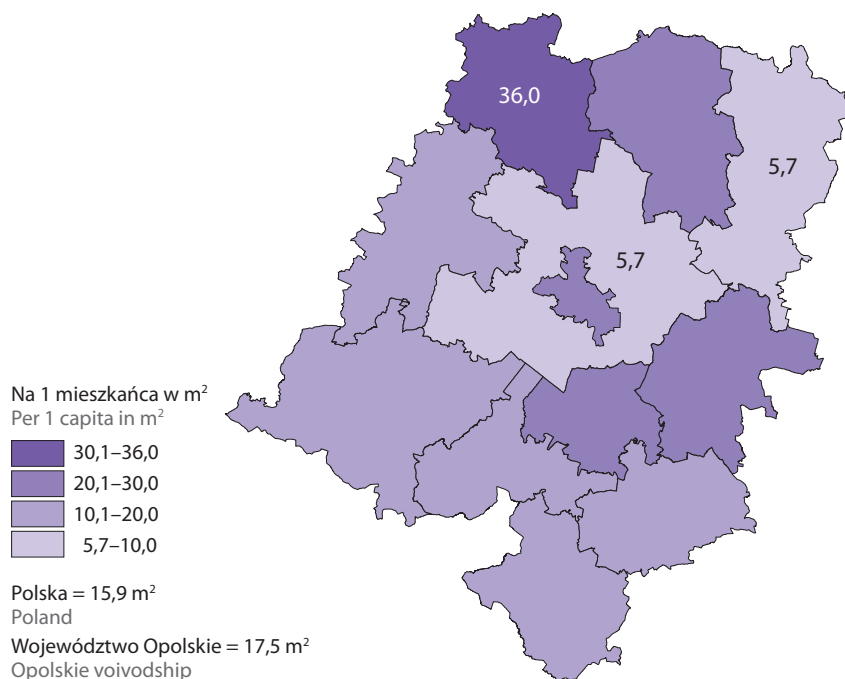 36,0
5,7
5,7
Na 1 mieszkańca w m²
Per 1 capita in m²
30,1–36,0
20,1–30,0
10,1–20,0
5,7–10,0
Polska = 15,9 m²
Poland
Województwo Opolskie = 17,5 m²
Opolskie voivodship